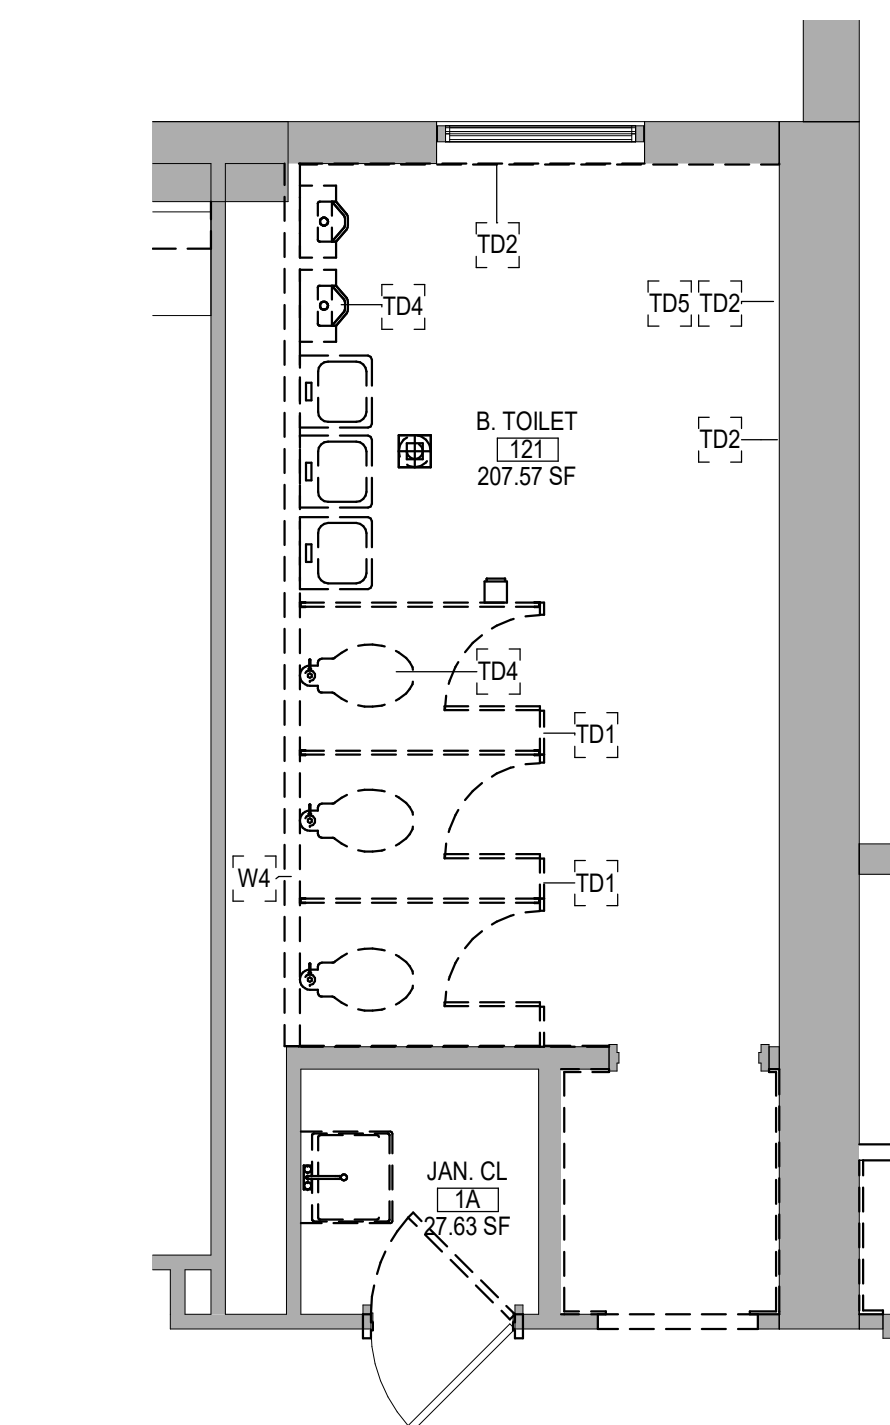 TD2
TD4
TD5 TD2
B. TOILET
121
207.57 SF
TD2
TD4
TD1
W4
TD1
JAN. CL
1A
27.63 SF